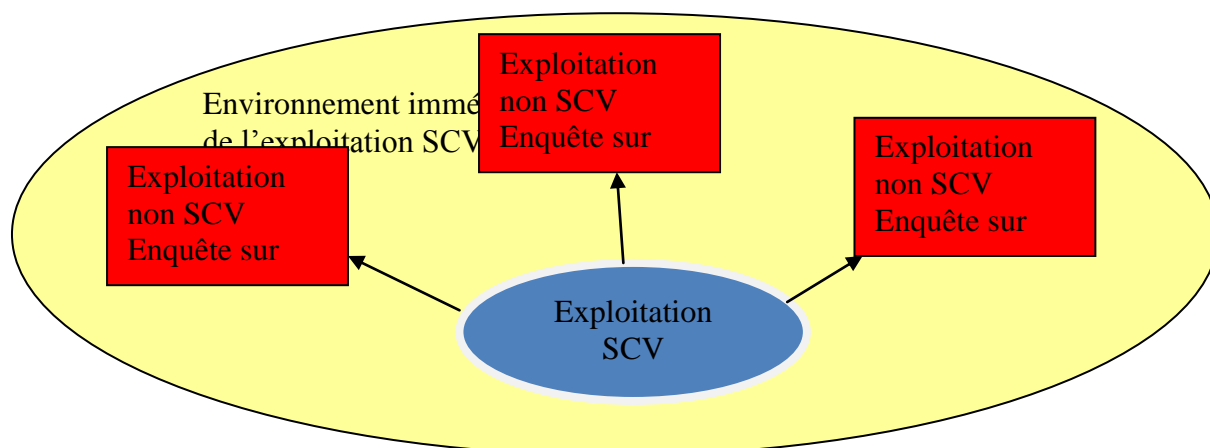 Environnement immé
de l'exploitation SCV
Exploitation
non SCV
Enquête sur
Exploitation
non SCV
Enquête sur
Exploitation
non SCV
Enquête sur
Exploitation
SCV